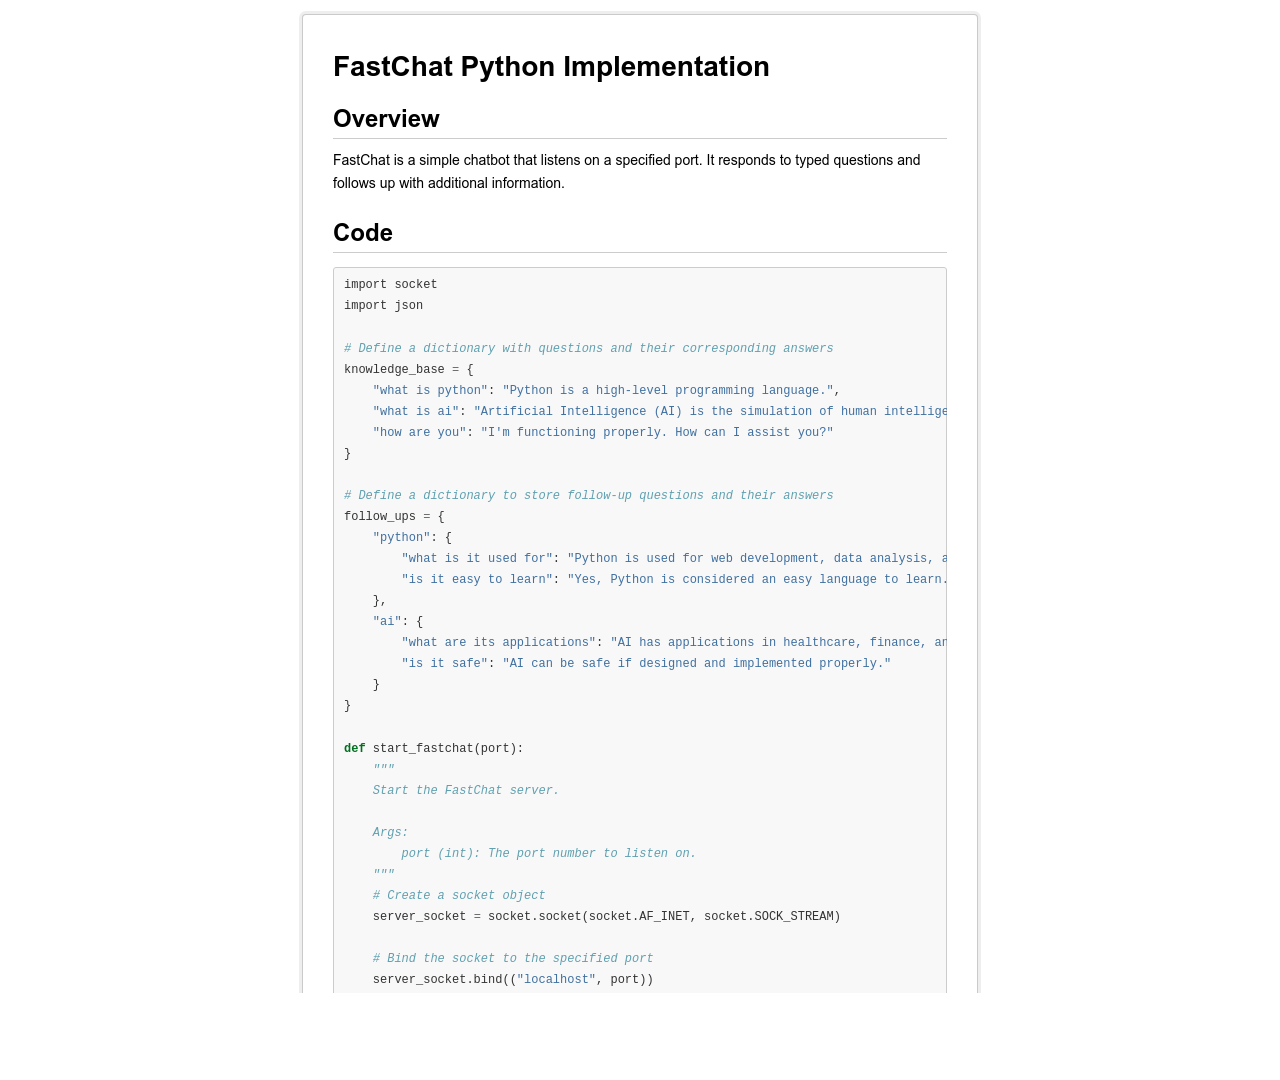 FastChat Python Implementation
Overview
FastChat is a simple chatbot that listens on a specified port. It responds to typed questions and
follows up with additional information.
Code
import socket
import json
# Define a dictionary with questions and their corresponding answers
knowledge_base = {
    "what is python": "Python is a high-level programming language.",
    "what is ai": "Artificial Intelligence (AI) is the simulation of human intellige
    "how are you": "I'm functioning properly. How can I assist you?"
}
# Define a dictionary to store follow-up questions and their answers
follow_ups = {
    "python": {
        "what is it used for": "Python is used for web development, data analysis, a
        "is it easy to learn": "Yes, Python is considered an easy language to learn.
    },
    "ai": {
        "what are its applications": "AI has applications in healthcare, finance, an
        "is it safe": "AI can be safe if designed and implemented properly."
    }
}
def start_fastchat(port):
    """
    Start the FastChat server.
    Args:
        port (int): The port number to listen on.
    """
    # Create a socket object
    server_socket = socket.socket(socket.AF_INET, socket.SOCK_STREAM)
    # Bind the socket to the specified port
    server_socket.bind(("localhost", port))